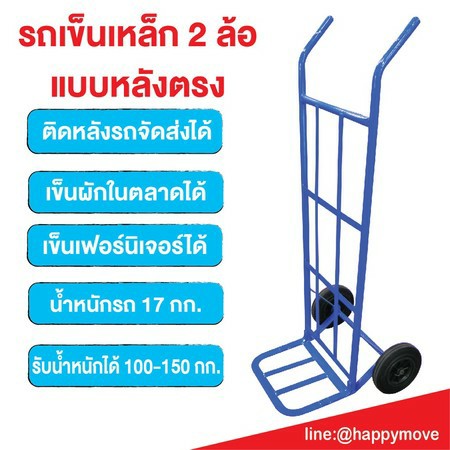 รถเข็นเหล็ก 2 ล้อ
แบบหลังตรง
ติดหลังรถจัดส่งได้
เข็นผักในตลาดได้
เข็นเฟอร์นิเจอร์ได้
น้ำหนักรถ 17 กก.
รับน้ำหนักได้ 100-150 กก.
line:@happymove